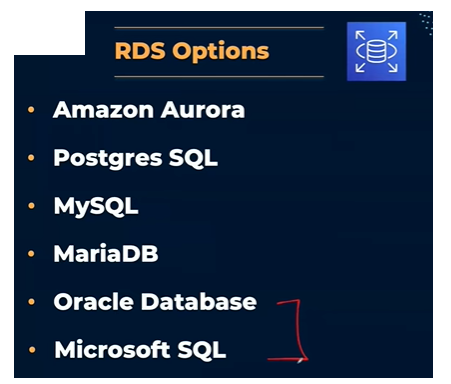 RDS Options
• Amazon Aurora
• Postgres SQL
• MySQL
• MariaDB
• Oracle Database
• Microsoft SQL